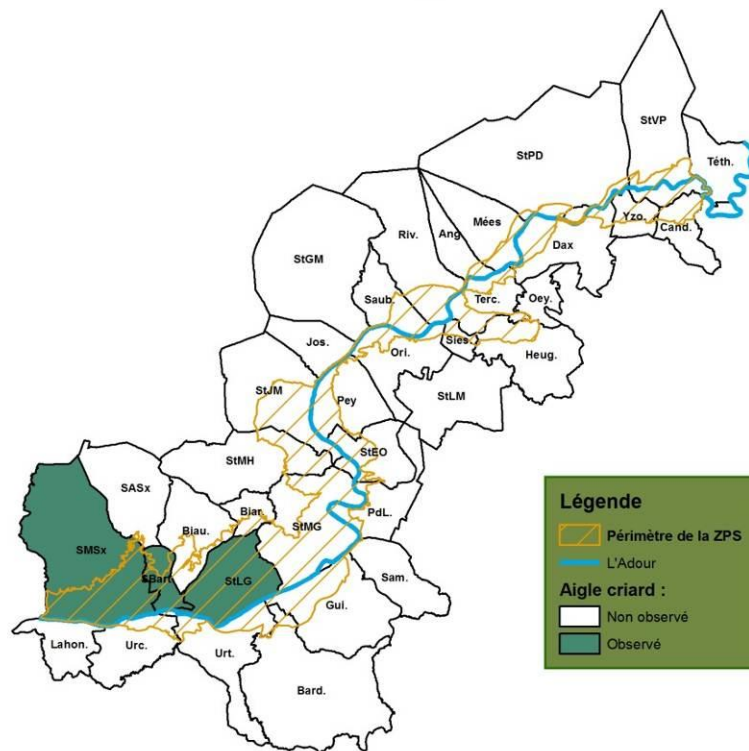 StVP
Téth.
StPD
Mées
Yzo.
Cand.
Riv.
Ang
Dax
StGM
Saub.
Terc.
Oey.
Jos.
Ori.
Sies.
Heug.
StJM
Pey
StLM
StMH
StEO
SASx
Biar
Biau.
StMG
PdL.
SMSx
SBart
StLG
Sam.
Gui.
Lahon.
Urc.
Urt.
Bard.
Légende
Périmètre de la ZPS
L'Adour
Aigle criard :
Non observé
Observé